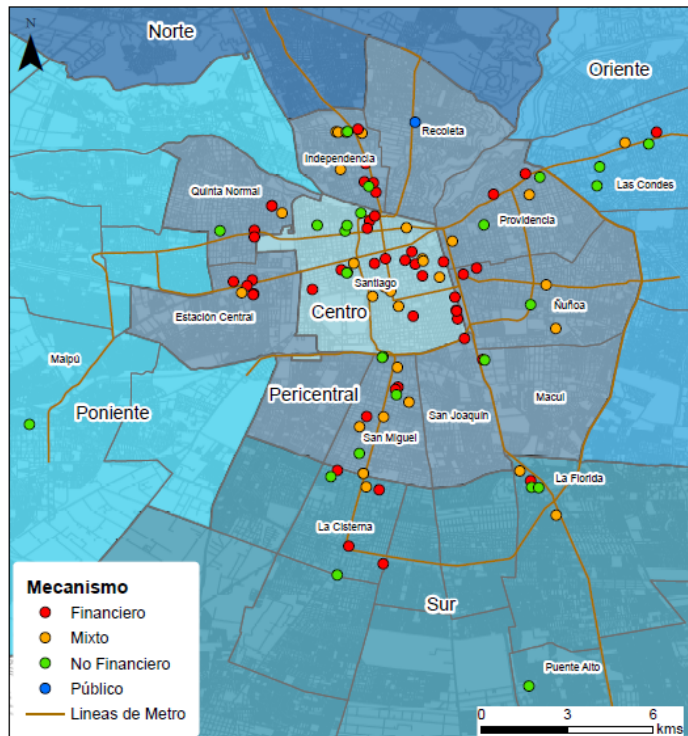 Norte
N
Oriente
Recoleta
Independencia
Quinta Normal
Las Condes
Providencia
Santiago
Centro
Ñuñoa
Estación Central
Maipú
Pericentral
Macul
Poniente
San Joaquín
San Miguel
La Florida
La Cisterna
Sur
Puente Alto
Mecanismo
Financiero
Mixto
No Financiero
Público
Lineas de Metro
0 3 6
kms